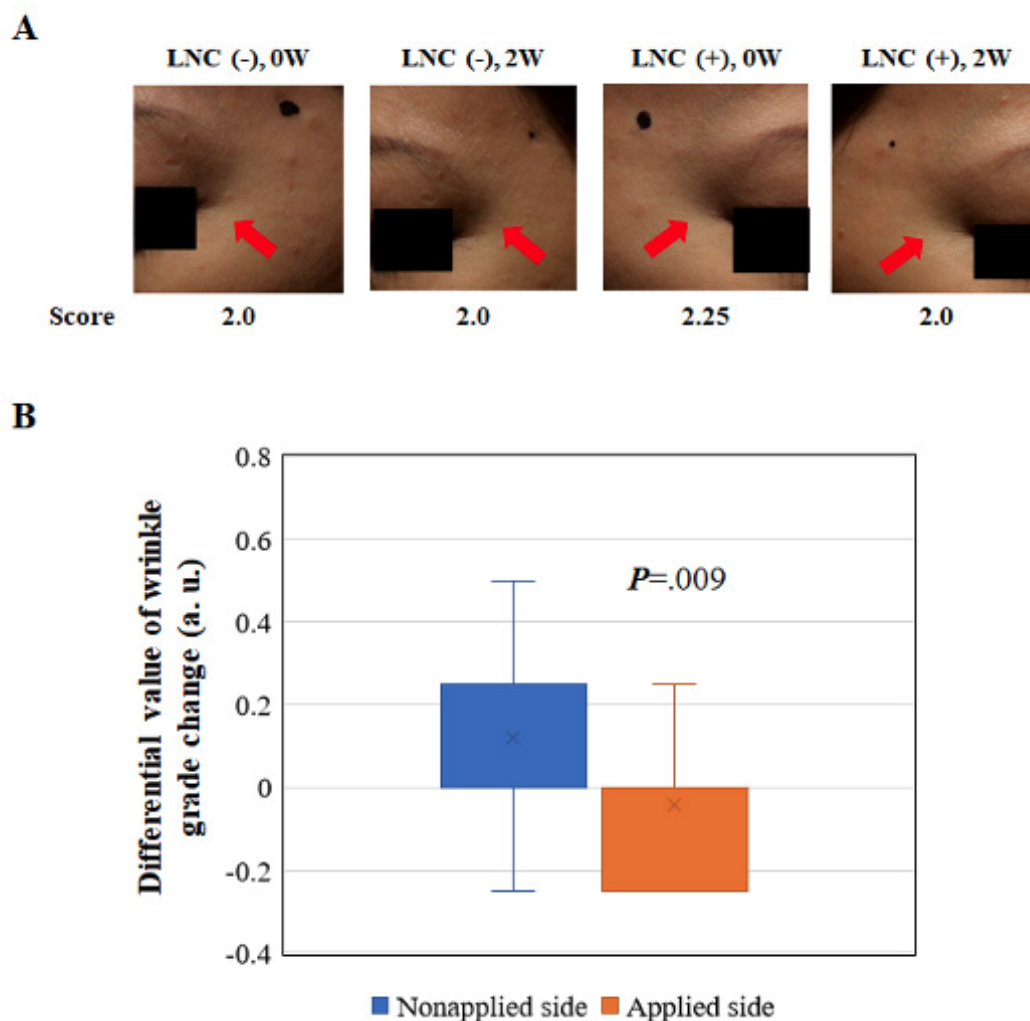 A
LNC (-), 0W LNC (-), 2W LNC (+), 0W LNC (+), 2W
Score 2.0 2.0 2.25 2.0
B
Differential value of wrinkle
grade change (a. u.)
0.8
0.6
0.4
0.2
0
-0.2
-0.4
P=.009
Nonapplied side Applied side